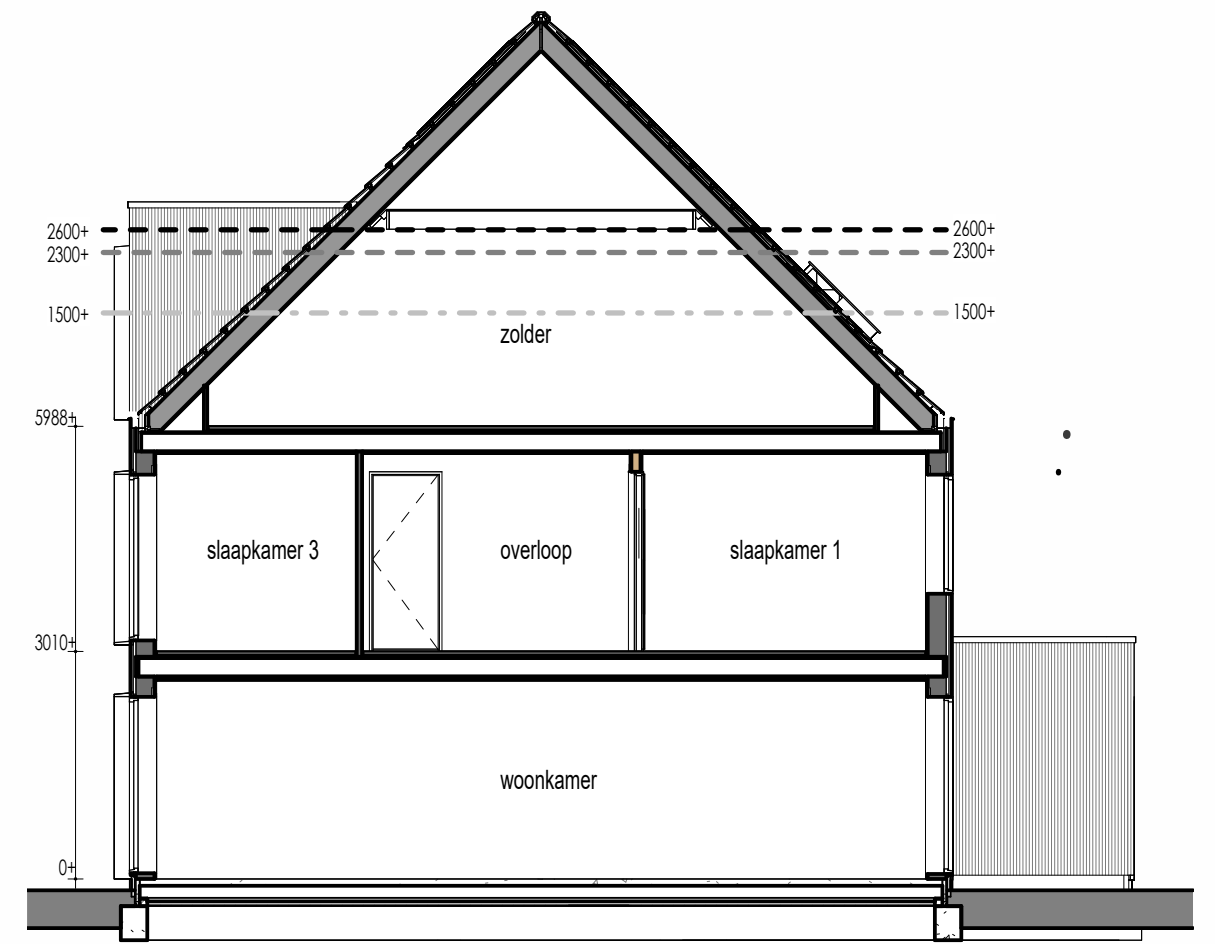 2600+ 2600+
2300+ 2300+
1500+ 1500+
zolder
5988+
slaapkamer 3 overloop slaapkamer 1
3010+
woonkamer
0+